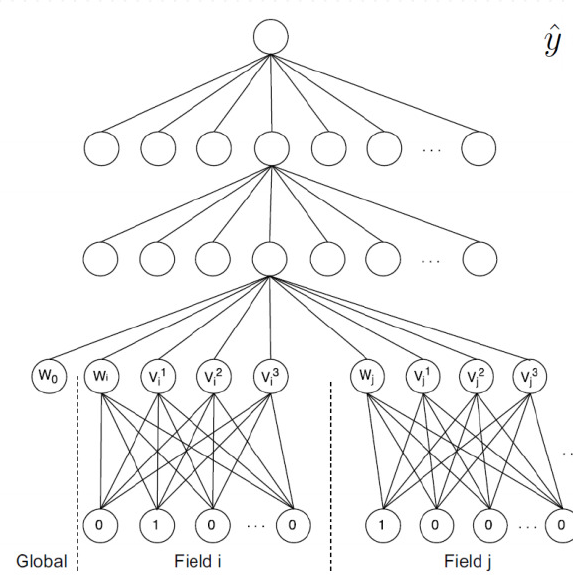 ŷ
...
...
W₀ Wᵢ Vᵢ¹ Vᵢ² Vᵢ³ Wⱼ Vⱼ¹ Vⱼ² Vⱼ³
..
0 1 0 ... 0 1 0 0 ... 0
Global Field i Field j